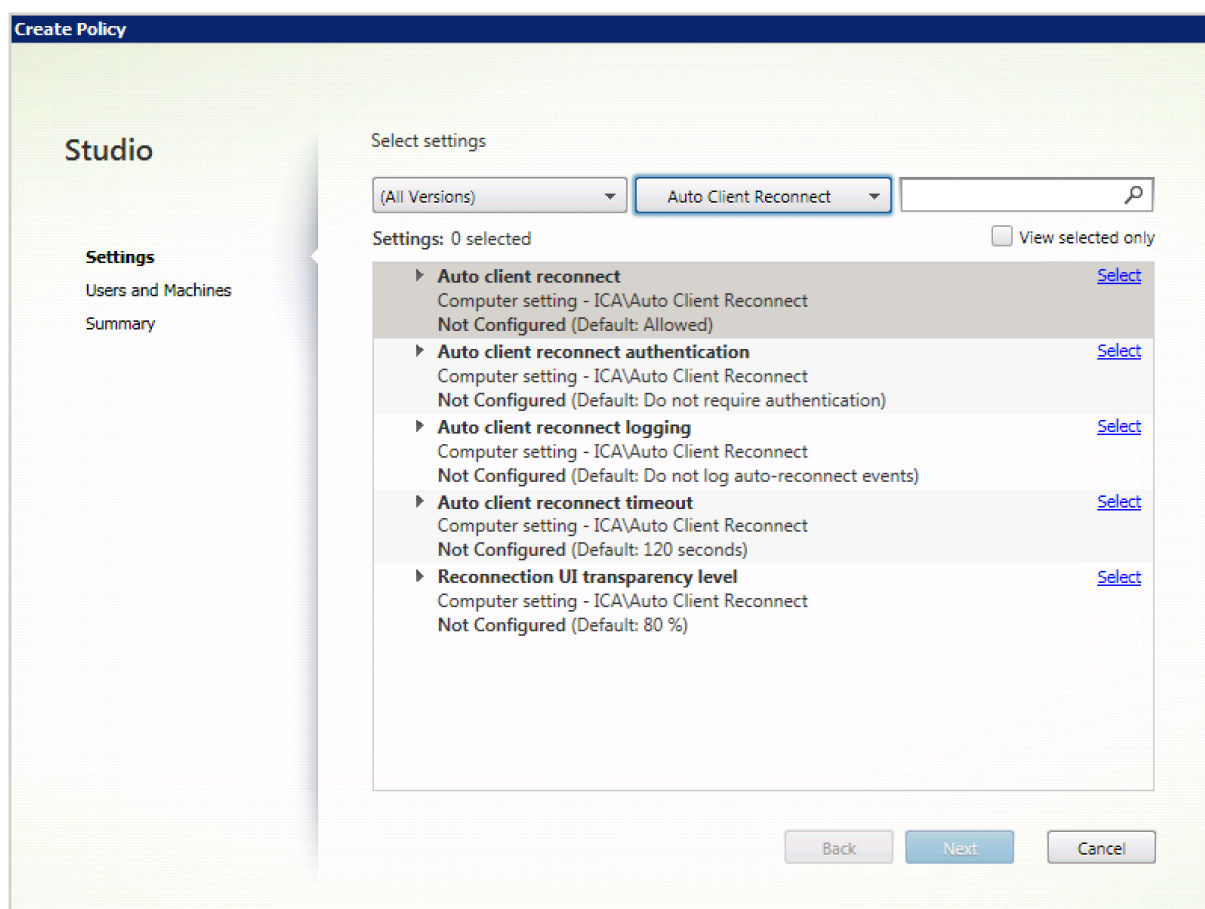 Create Policy
Studio
Settings
Users and Machines
Summary
Select settings
(All Versions)
Auto Client Reconnect
Settings: 0 selected
View selected only
Auto client reconnect
Select
Computer setting - ICA\Auto Client Reconnect
Not Configured (Default: Allowed)
Auto client reconnect authentication
Select
Computer setting - ICA\Auto Client Reconnect
Not Configured (Default: Do not require authentication)
Auto client reconnect logging
Select
Computer setting - ICA\Auto Client Reconnect
Not Configured (Default: Do not log auto-reconnect events)
Auto client reconnect timeout
Select
Computer setting - ICA\Auto Client Reconnect
Not Configured (Default: 120 seconds)
Reconnection UI transparency level
Select
Computer setting - ICA\Auto Client Reconnect
Not Configured (Default: 80 %)
Back
Next
Cancel